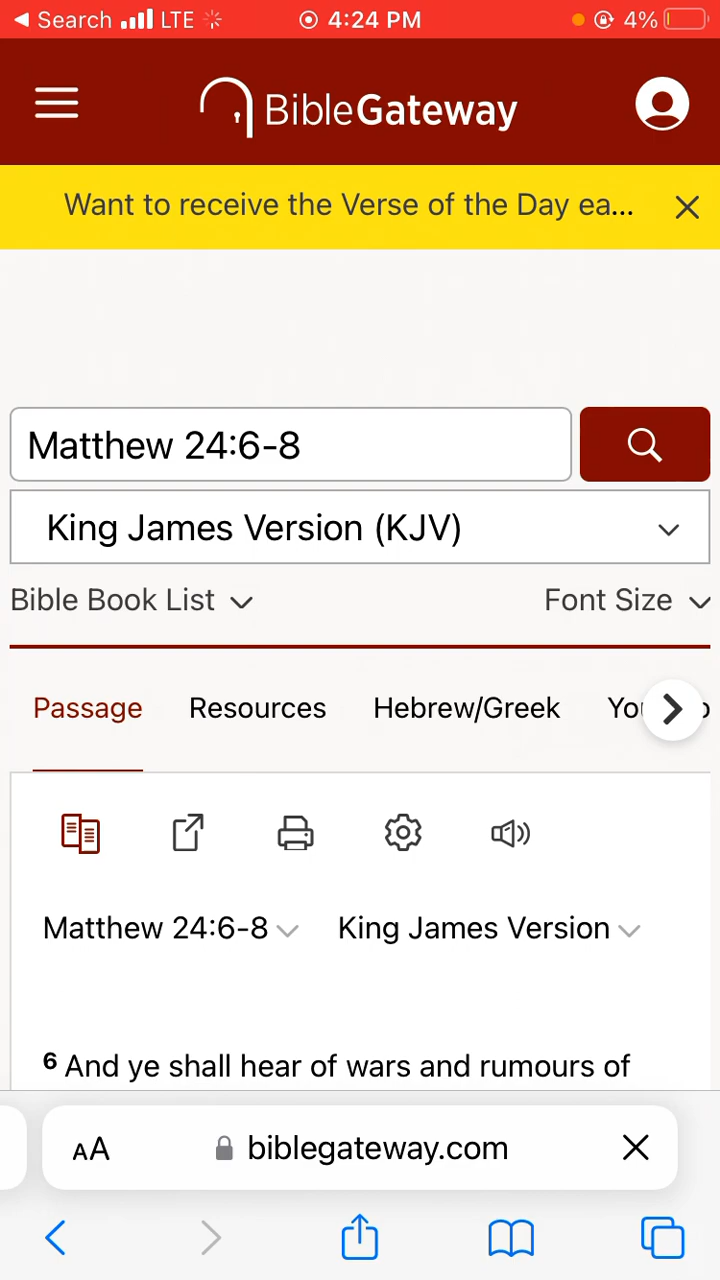 Search LTE 4:24 PM 4%
BibleGateway
Want to receive the Verse of the Day ea...
Matthew 24:6-8
King James Version (KJV)
Bible Book List Font Size
Passage Resources Hebrew/Greek
Matthew 24:6-8 King James Version
6 And ye shall hear of wars and rumours of
AA biblegateway.com